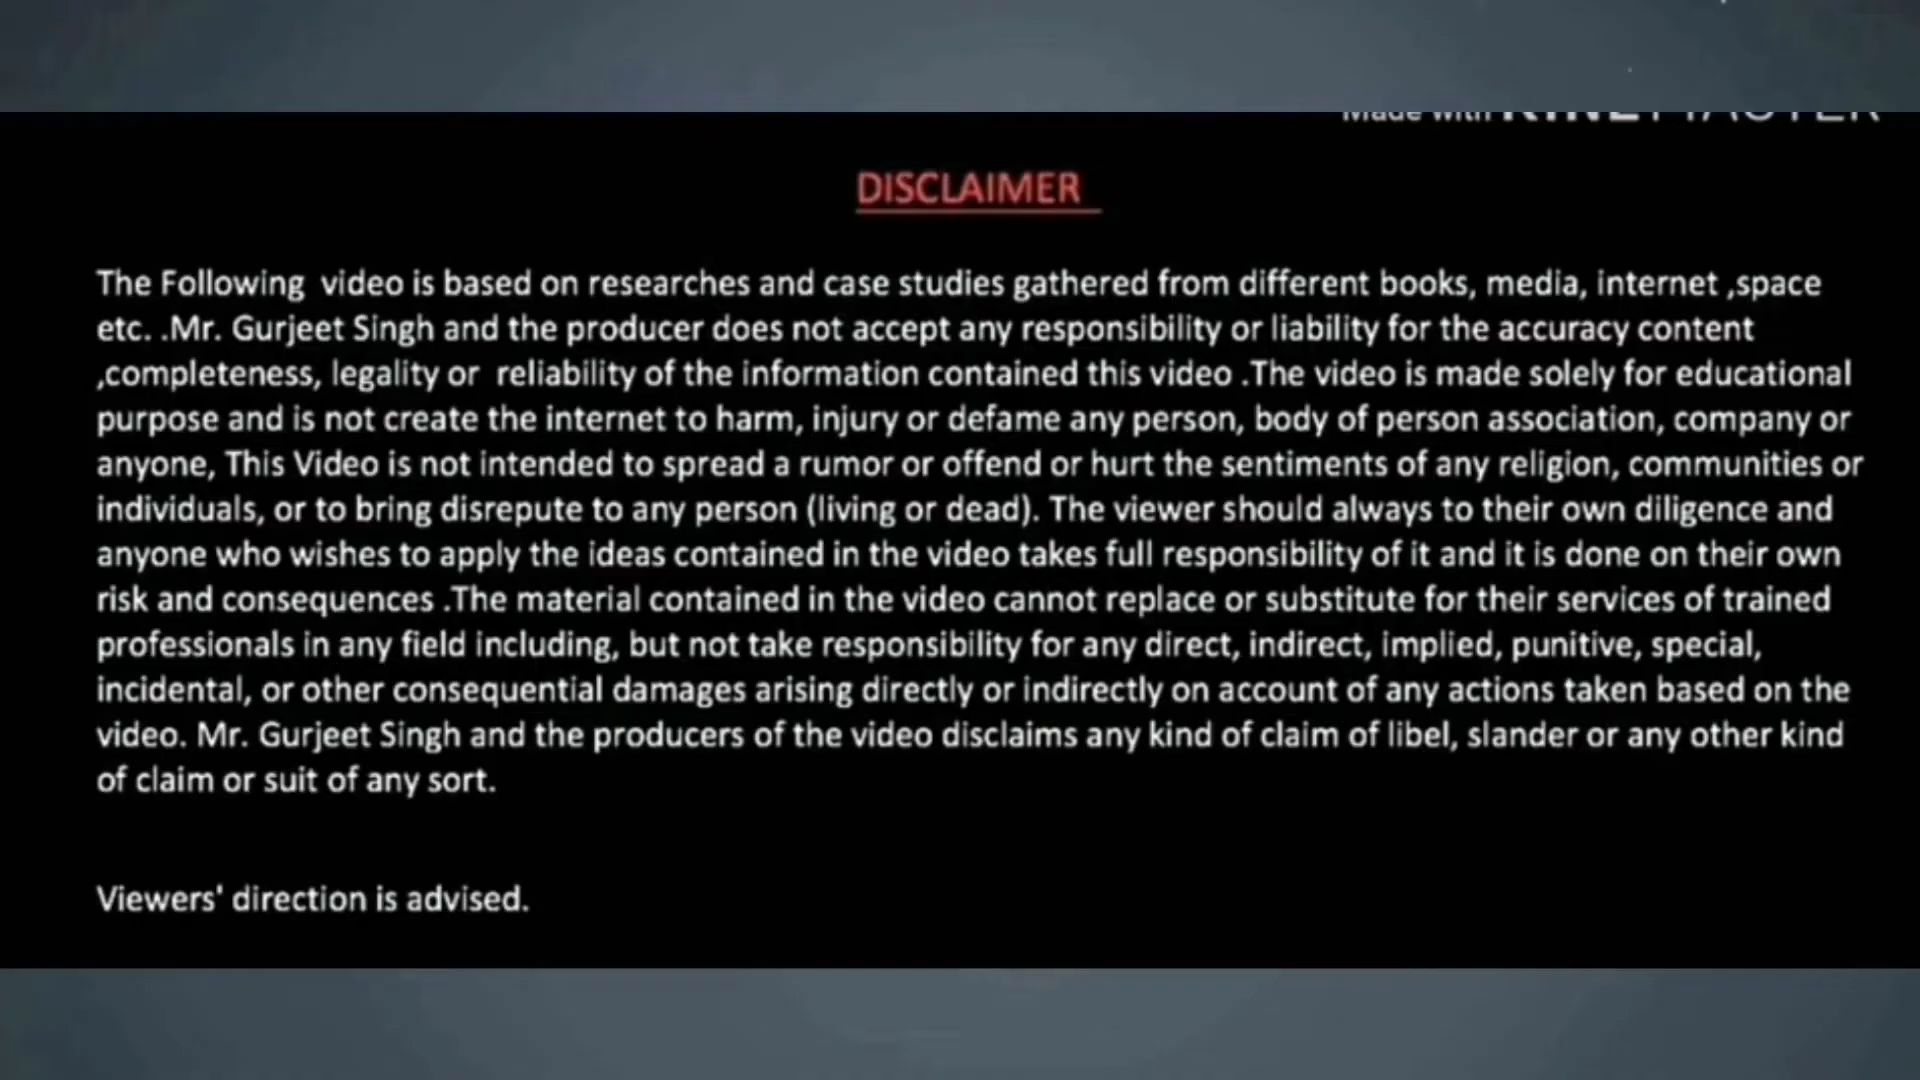 Made with KINEMASTER
DISCLAIMER
The Following video is based on researches and case studies gathered from different books, media, internet ,space
etc. .Mr. Gurjeet Singh and the producer does not accept any responsibility or liability for the accuracy content
,completeness, legality or reliability of the information contained this video .The video is made solely for educational
purpose and is not create the internet to harm, injury or defame any person, body of person association, company or
anyone, This Video is not intended to spread a rumor or offend or hurt the sentiments of any religion, communities or
individuals, or to bring disrepute to any person (living or dead). The viewer should always to their own diligence and
anyone who wishes to apply the ideas contained in the video takes full responsibility of it and it is done on their own
risk and consequences .The material contained in the video cannot replace or substitute for their services of trained
professionals in any field including, but not take responsibility for any direct, indirect, implied, punitive, special,
incidental, or other consequential damages arising directly or indirectly on account of any actions taken based on the
video. Mr. Gurjeet Singh and the producers of the video disclaims any kind of claim of libel, slander or any other kind
of claim or suit of any sort.
Viewers' direction is advised.